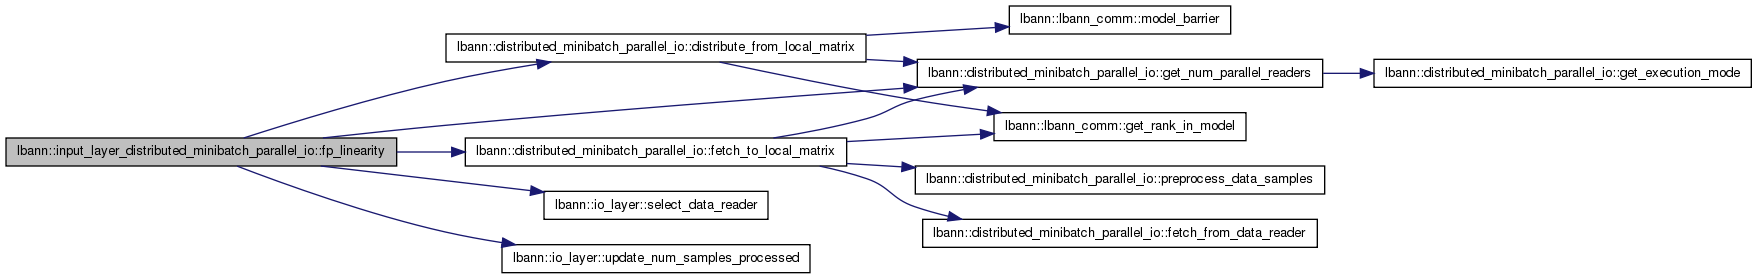 lbann::lbann_comm::model_barrier
lbann::distributed_minibatch_parallel_io::distribute_from_local_matrix
lbann::distributed_minibatch_parallel_io::get_num_parallel_readers
lbann::distributed_minibatch_parallel_io::get_execution_mode
lbann::lbann_comm::get_rank_in_model
lbann::input_layer_distributed_minibatch_parallel_io::fp_linearity
lbann::distributed_minibatch_parallel_io::fetch_to_local_matrix
lbann::distributed_minibatch_parallel_io::preprocess_data_samples
lbann::io_layer::select_data_reader
lbann::distributed_minibatch_parallel_io::fetch_from_data_reader
lbann::io_layer::update_num_samples_processed